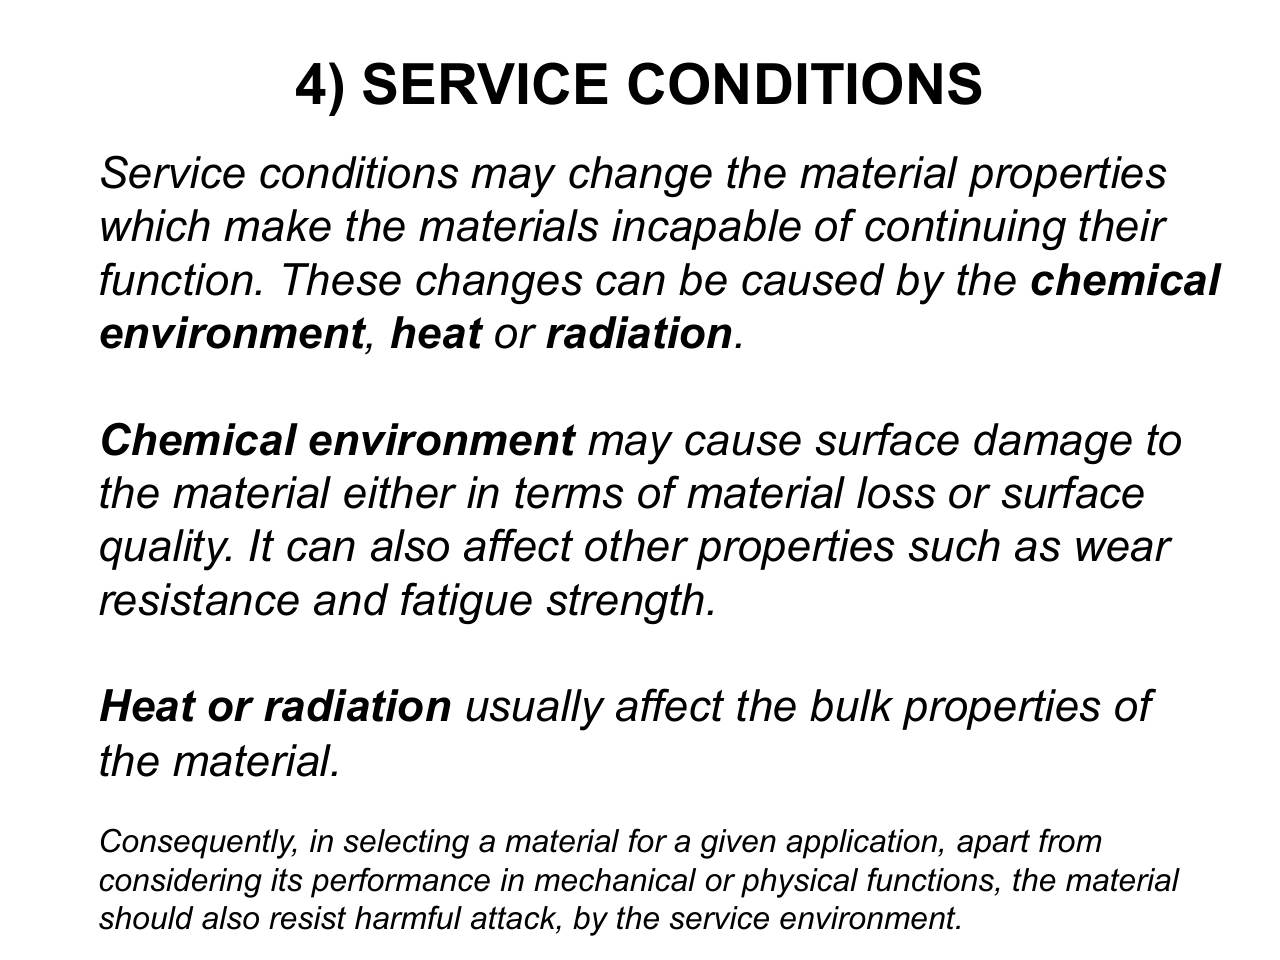 4) SERVICE CONDITIONS
Service conditions may change the material properties
which make the materials incapable of continuing their
function. These changes can be caused by the chemical
environment, heat or radiation.
Chemical environment may cause surface damage to
the material either in terms of material loss or surface
quality. It can also affect other properties such as wear
resistance and fatigue strength.
Heat or radiation usually affect the bulk properties of
the material.
Consequently, in selecting a material for a given application, apart from
considering its performance in mechanical or physical functions, the material
should also resist harmful attack, by the service environment.